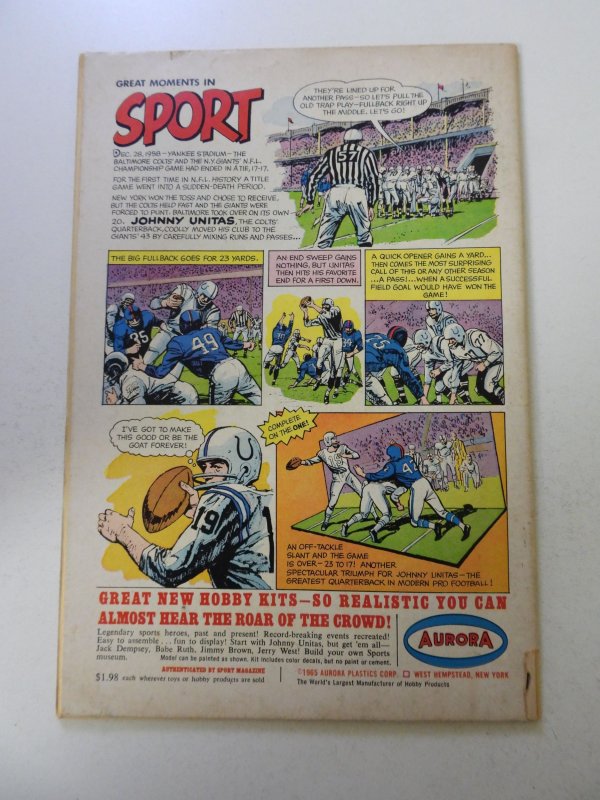 GREAT MOMENTS IN
SPORT
DEC. 28, 1958 — YANKEE STADIUM — THE
BALTIMORE COLTS' AND THE N.Y. GIANTS' N.F.L.
CHAMPIONSHIP GAME HAD ENDED IN A TIE, 17-17.
FOR THE FIRST TIME IN N.F.L. HISTORY A TITLE
GAME WENT INTO A SUDDEN-DEATH PERIOD.
NEW YORK WON THE TOSS AND CHOSE TO RECEIVE,
BUT THE COLTS HELD FAST AND THE GIANTS WERE
FORCED TO PUNT. BALTIMORE TOOK OVER ON ITS OWN
20. JOHNNY UNITAS, THE COLTS'
QUARTERBACK, COOLLY MOVED HIS CLUB TO THE
GIANTS' 43 BY CAREFULLY MIXING RUNS AND PASSES...
THEY'RE LINED UP FOR
ANOTHER PASS — SO LET'S PULL THE
OLD TRAP PLAY — FULLBACK RIGHT UP
THE MIDDLE. LET'S GO!
57
THE BIG FULLBACK GOES FOR 23 YARDS.
35
49
AN END SWEEP GAINS
NOTHING, BUT UNITAS
THEN HITS HIS FAVORITE
END FOR A FIRST DOWN.
A QUICK OPENER GAINS A YARD...
THEN COMES THE MOST SURPRISING
CALL OF THIS OR ANY OTHER SEASON
...A PASS!...WHEN A SUCCESSFUL
FIELD GOAL WOULD HAVE WON THE
GAME!
75
77
I'VE GOT TO MAKE
THIS GOOD OR BE THE
GOAT FOREVER!
19
COMPLETE
ON THE ONE!
AN OFF-TACKLE
SLANT AND THE GAME
IS OVER — 23 TO 17! ANOTHER
SPECTACULAR TRIUMPH FOR JOHNNY UNITAS — THE
GREATEST QUARTERBACK IN MODERN PRO FOOTBALL!
GREAT NEW HOBBY KITS—SO REALISTIC YOU CAN
ALMOST HEAR THE ROAR OF THE CROWD!
Legendary sports heroes, past and present! Record-breaking events recreated!
Easy to assemble . . . fun to display! Start with Johnny Unitas, but get 'em all—
Jack Dempsey, Babe Ruth, Jimmy Brown, Jerry West! Build your own Sports
museum.
Model can be painted as shown. Kit includes color decals, but no paint or cement.
AUTHENTICATED BY SPORT MAGAZINE
$1.98 each wherever toys or hobby products are sold
AURORA
©1965 AURORA PLASTICS CORP. □ WEST HEMPSTEAD, NEW YORK
The World's Largest Manufacturer of Hobby Products